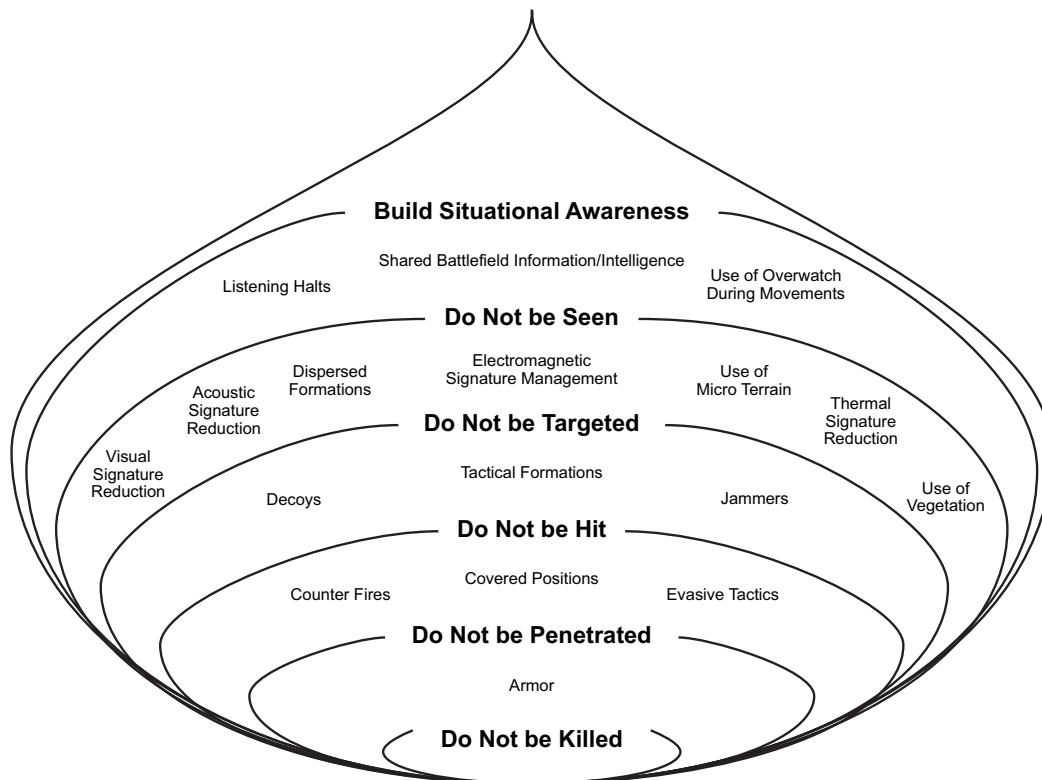 Build Situational Awareness
Shared Battlefield Information/Intelligence
Listening Halts
Use of Overwatch
During Movements
Do Not be Seen
Electromagnetic
Signature Management
Dispersed
Formations
Use of
Micro Terrain
Acoustic
Signature
Reduction
Thermal
Signature
Reduction
Visual
Signature
Reduction
Use of
Vegetation
Do Not be Targeted
Tactical Formations
Decoys
Jammers
Do Not be Hit
Covered Positions
Counter Fires
Evasive Tactics
Do Not be Penetrated
Armor
Do Not be Killed